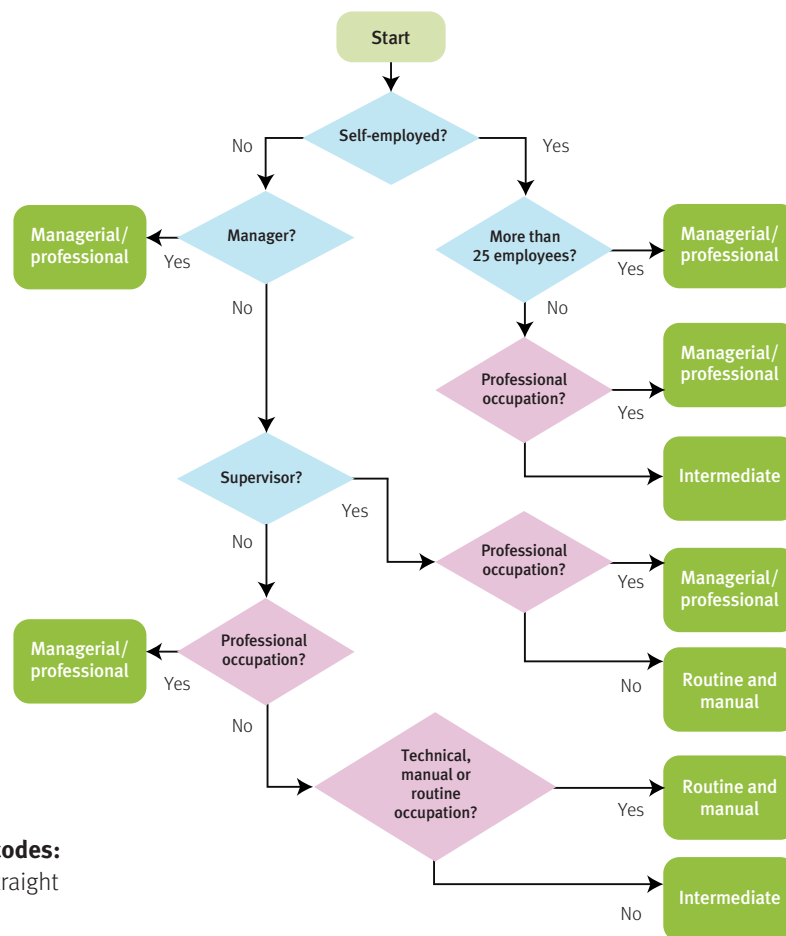 Start
Self-employed?
No
Yes
Managerial/
professional
Yes
Manager?
No
More than
25 employees?
Yes
No
Managerial/
professional
Professional
occupation?
Yes
Managerial/
professional
Intermediate
Supervisor?
Yes
No
Professional
occupation?
Yes
No
Managerial/
professional
Routine and
manual
Managerial/
professional
Yes
Professional
occupation?
No
Technical,
manual or
routine
occupation?
Yes
No
Routine and
manual
Intermediate
codes:
raight